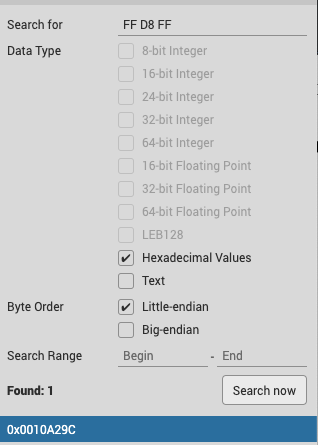 Search for FF D8 FF
Data Type 8-bit Integer
16-bit Integer
24-bit Integer
32-bit Integer
64-bit Integer
16-bit Floating Point
32-bit Floating Point
64-bit Floating Point
LEB128
Hexadecimal Values
Text
Byte Order Little-endian
Big-endian
Search Range Begin - End
Found: 1 Search now
0x0010A29C